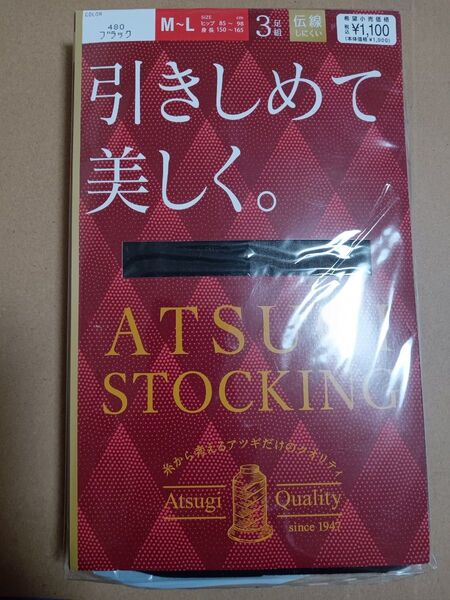 COLOR
480
ブラック
M〜L
SIZE cm
ヒップ 85〜98
身長 150〜165
3足組
伝線
しにくい
希望小売価格
税込 ¥1,100
(本体価格 ¥1,000)
引きしめて
美しく。
ATSUGI
STOCKING
糸から考えるアツギだけのクオリティ
Atsugi Quality
since 1947